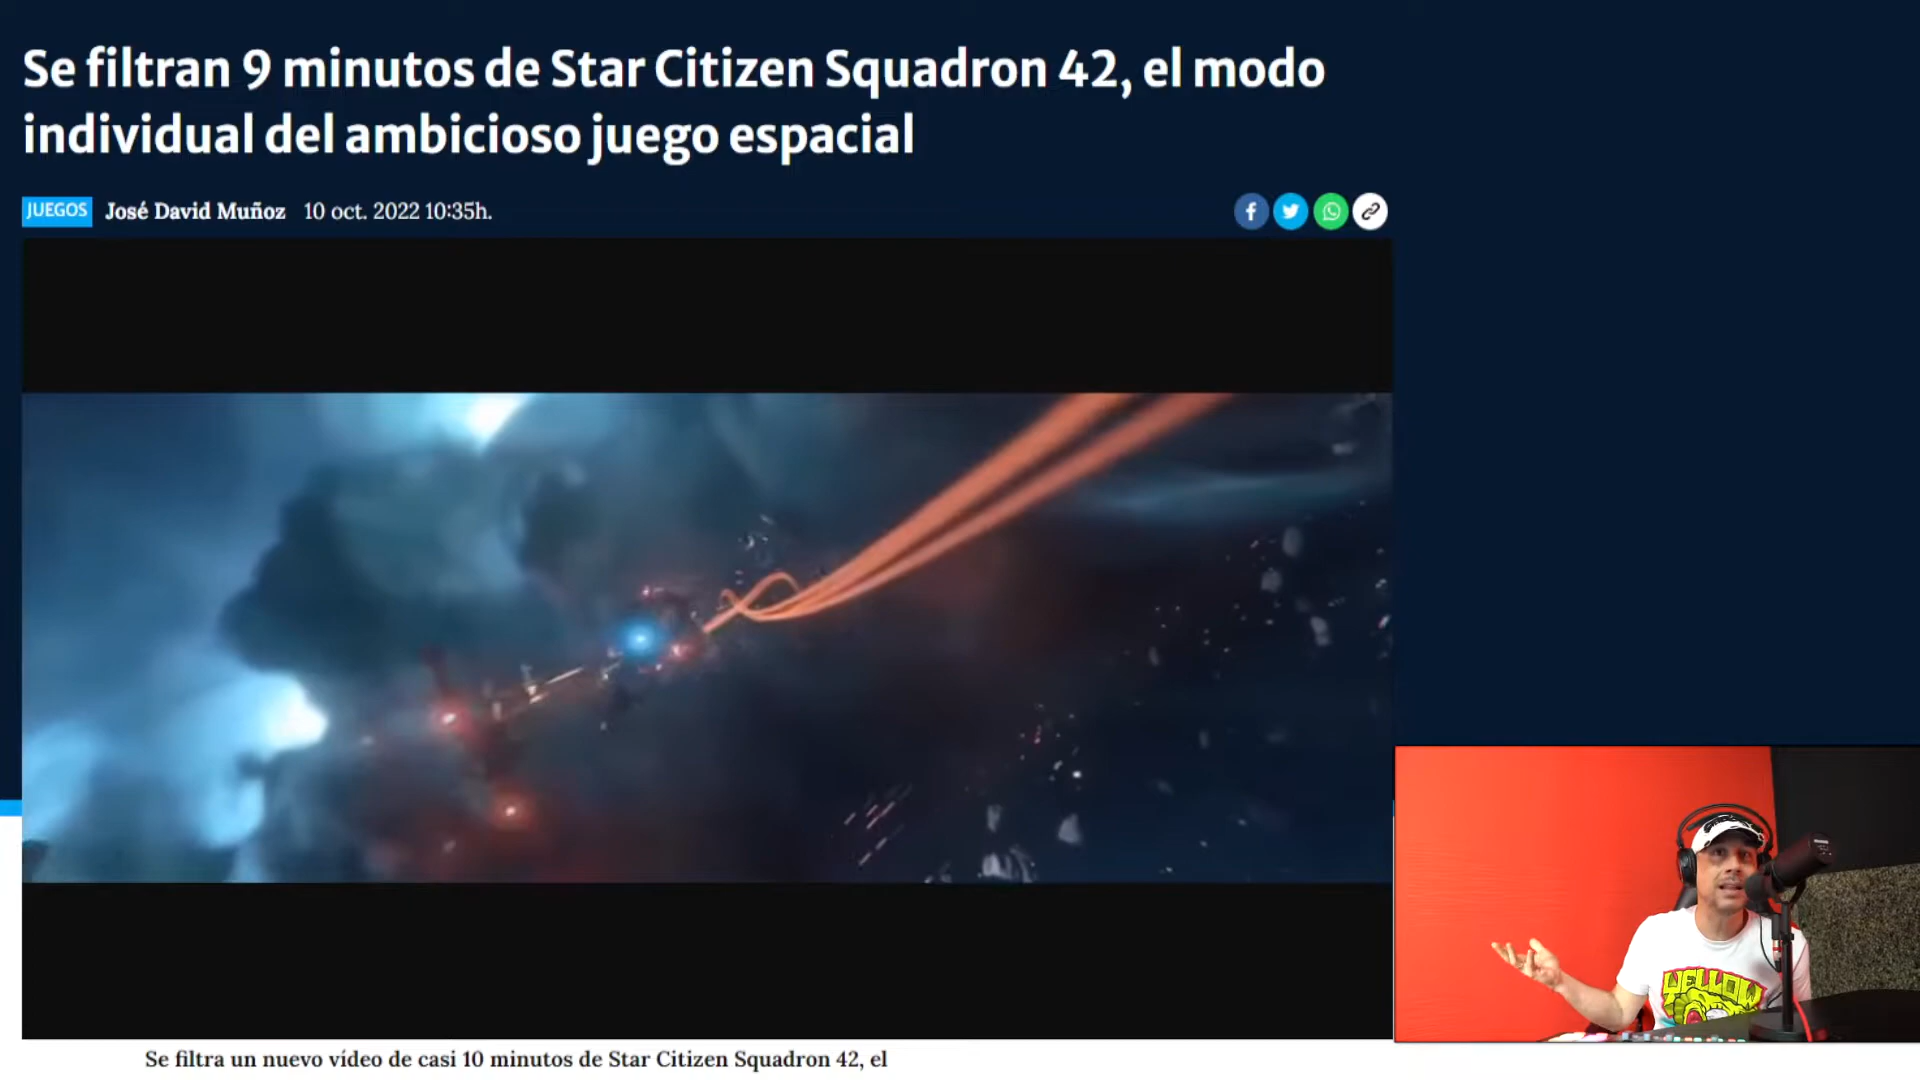 Se filtran 9 minutos de Star Citizen Squadron 42, el modo
individual del ambicioso juego espacial
JUEGOS José David Muñoz 10 oct. 2022 10:35h.
Se filtra un nuevo vídeo de casi 10 minutos de Star Citizen Squadron 42, el
YELLOW